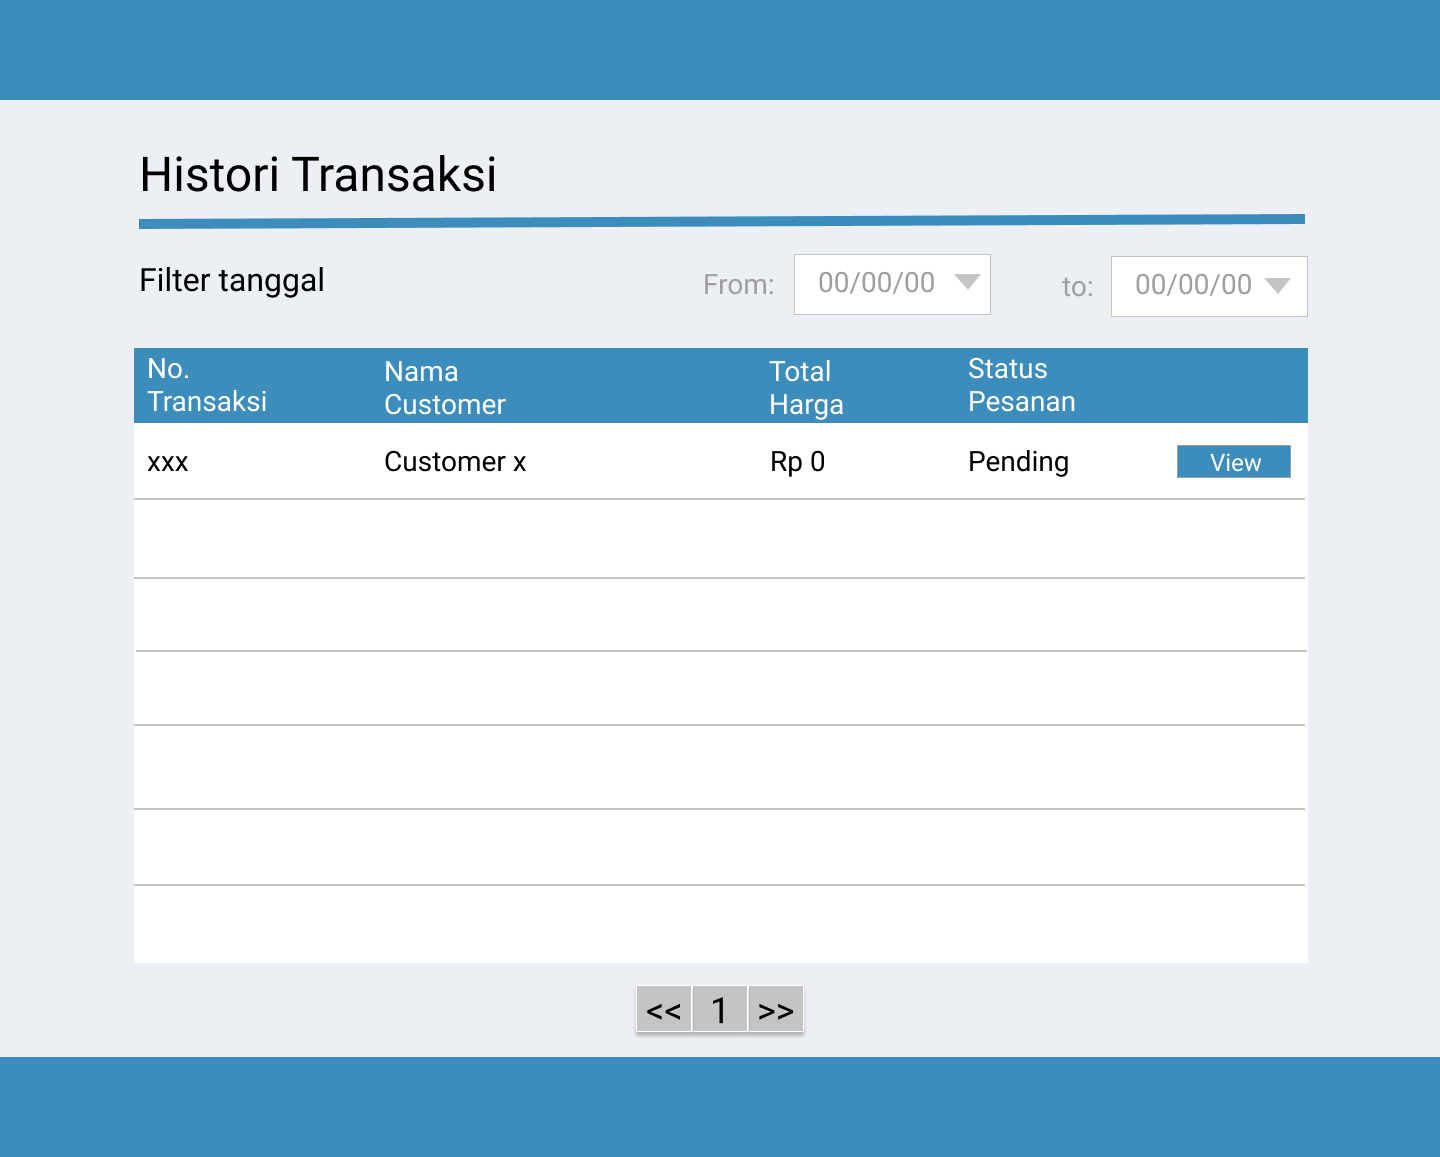 Histori Transaksi
Filter tanggal
From:
00/00/00
to:
00/00/00
No.
Transaksi
Nama
Customer
Total
Harga
Status
Pesanan
xxx
Customer x
Rp 0
Pending
View
<<
1
>>